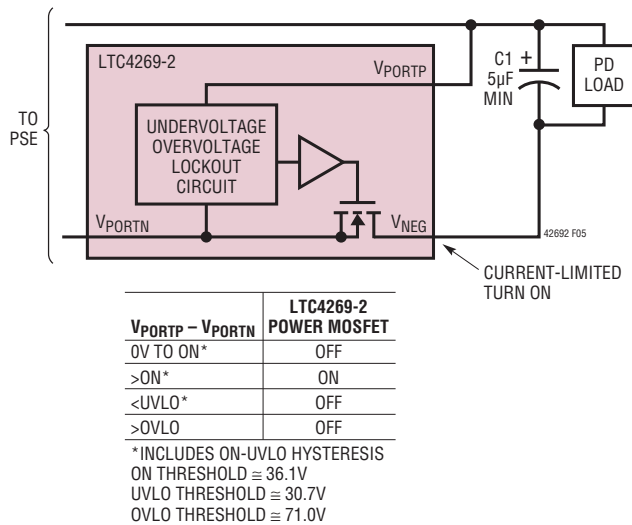 LTC4269-2
VPORTP
C1
5µF
MIN
+
PD
LOAD
TO
PSE
UNDERVOLTAGE
OVERVOLTAGE
LOCKOUT
CIRCUIT
VPORTN
VNEG
42692 F05
CURRENT-LIMITED
TURN ON
VPORTP – VPORTN
LTC4269-2
POWER MOSFET
0V TO ON* OFF
>ON* ON
<UVLO* OFF
>OVLO OFF
*INCLUDES ON-UVLO HYSTERESIS
ON THRESHOLD ≅ 36.1V
UVLO THRESHOLD ≅ 30.7V
OVLO THRESHOLD ≅ 71.0V